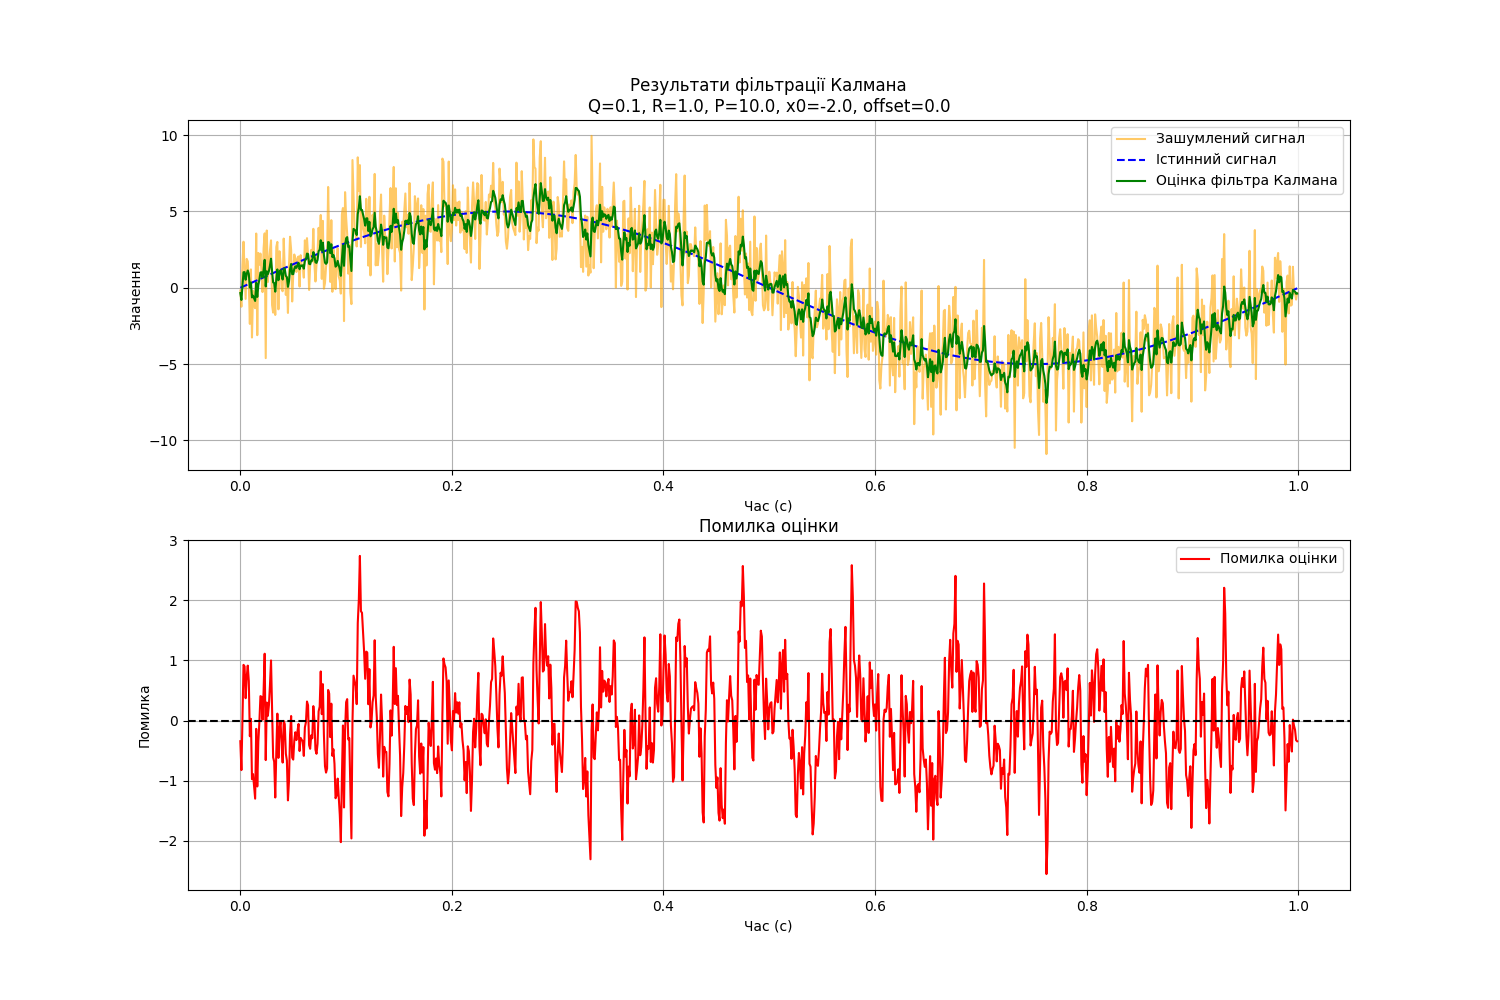 Результати фільтрації Калмана
Q=0.1, R=1.0, P=10.0, x0=-2.0, offset=0.0
Зашумлений сигнал
Істинний сигнал
Оцінка фільтра Калмана
Значення
10
5
0
−5
−10
0.0 0.2 0.4 0.6 0.8 1.0
Час (с)
Помилка оцінки
Помилка оцінки
Помилка
3
2
1
0
−1
−2
0.0 0.2 0.4 0.6 0.8 1.0
Час (с)